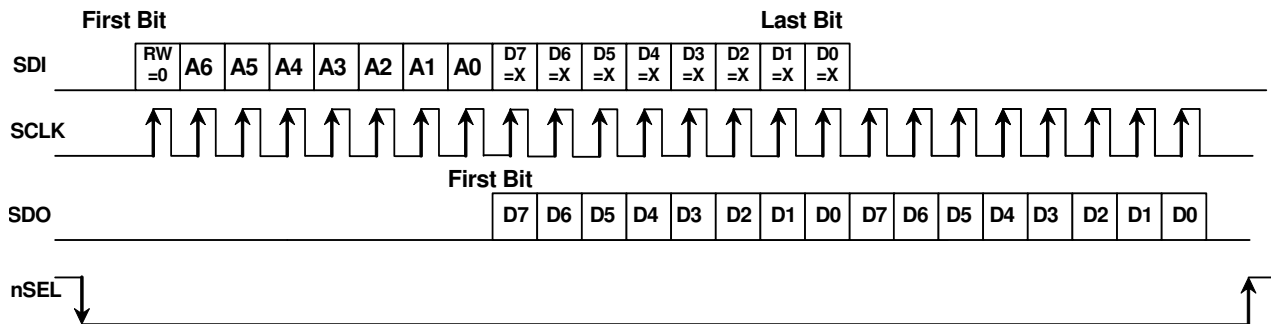 First Bit Last Bit
SDI RW =0 A6 A5 A4 A3 A2 A1 A0 D7 =X D6 =X D5 =X D4 =X D3 =X D2 =X D1 =X D0 =X
SCLK
First Bit
SDO D7 D6 D5 D4 D3 D2 D1 D0 D7 D6 D5 D4 D3 D2 D1 D0
nSEL